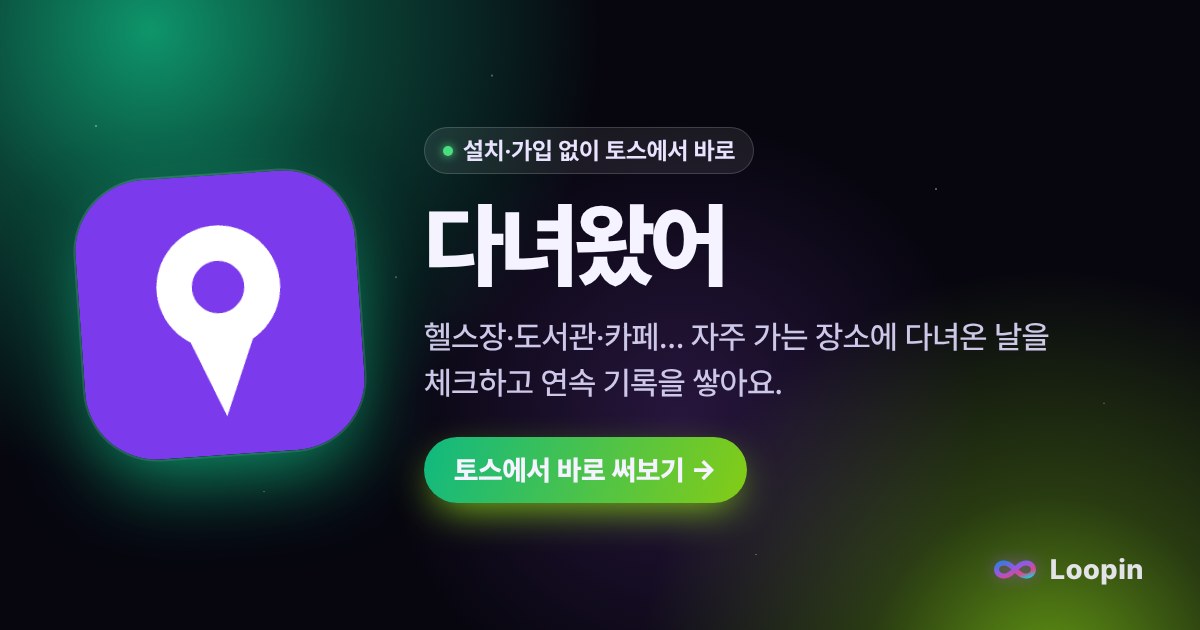 설치·가입 없이 토스에서 바로
다녀왔어
헬스장·도서관·카페... 자주 가는 장소에 다녀온 날을
체크하고 연속 기록을 쌓아요.
토스에서 바로 써보기 →
Loopin